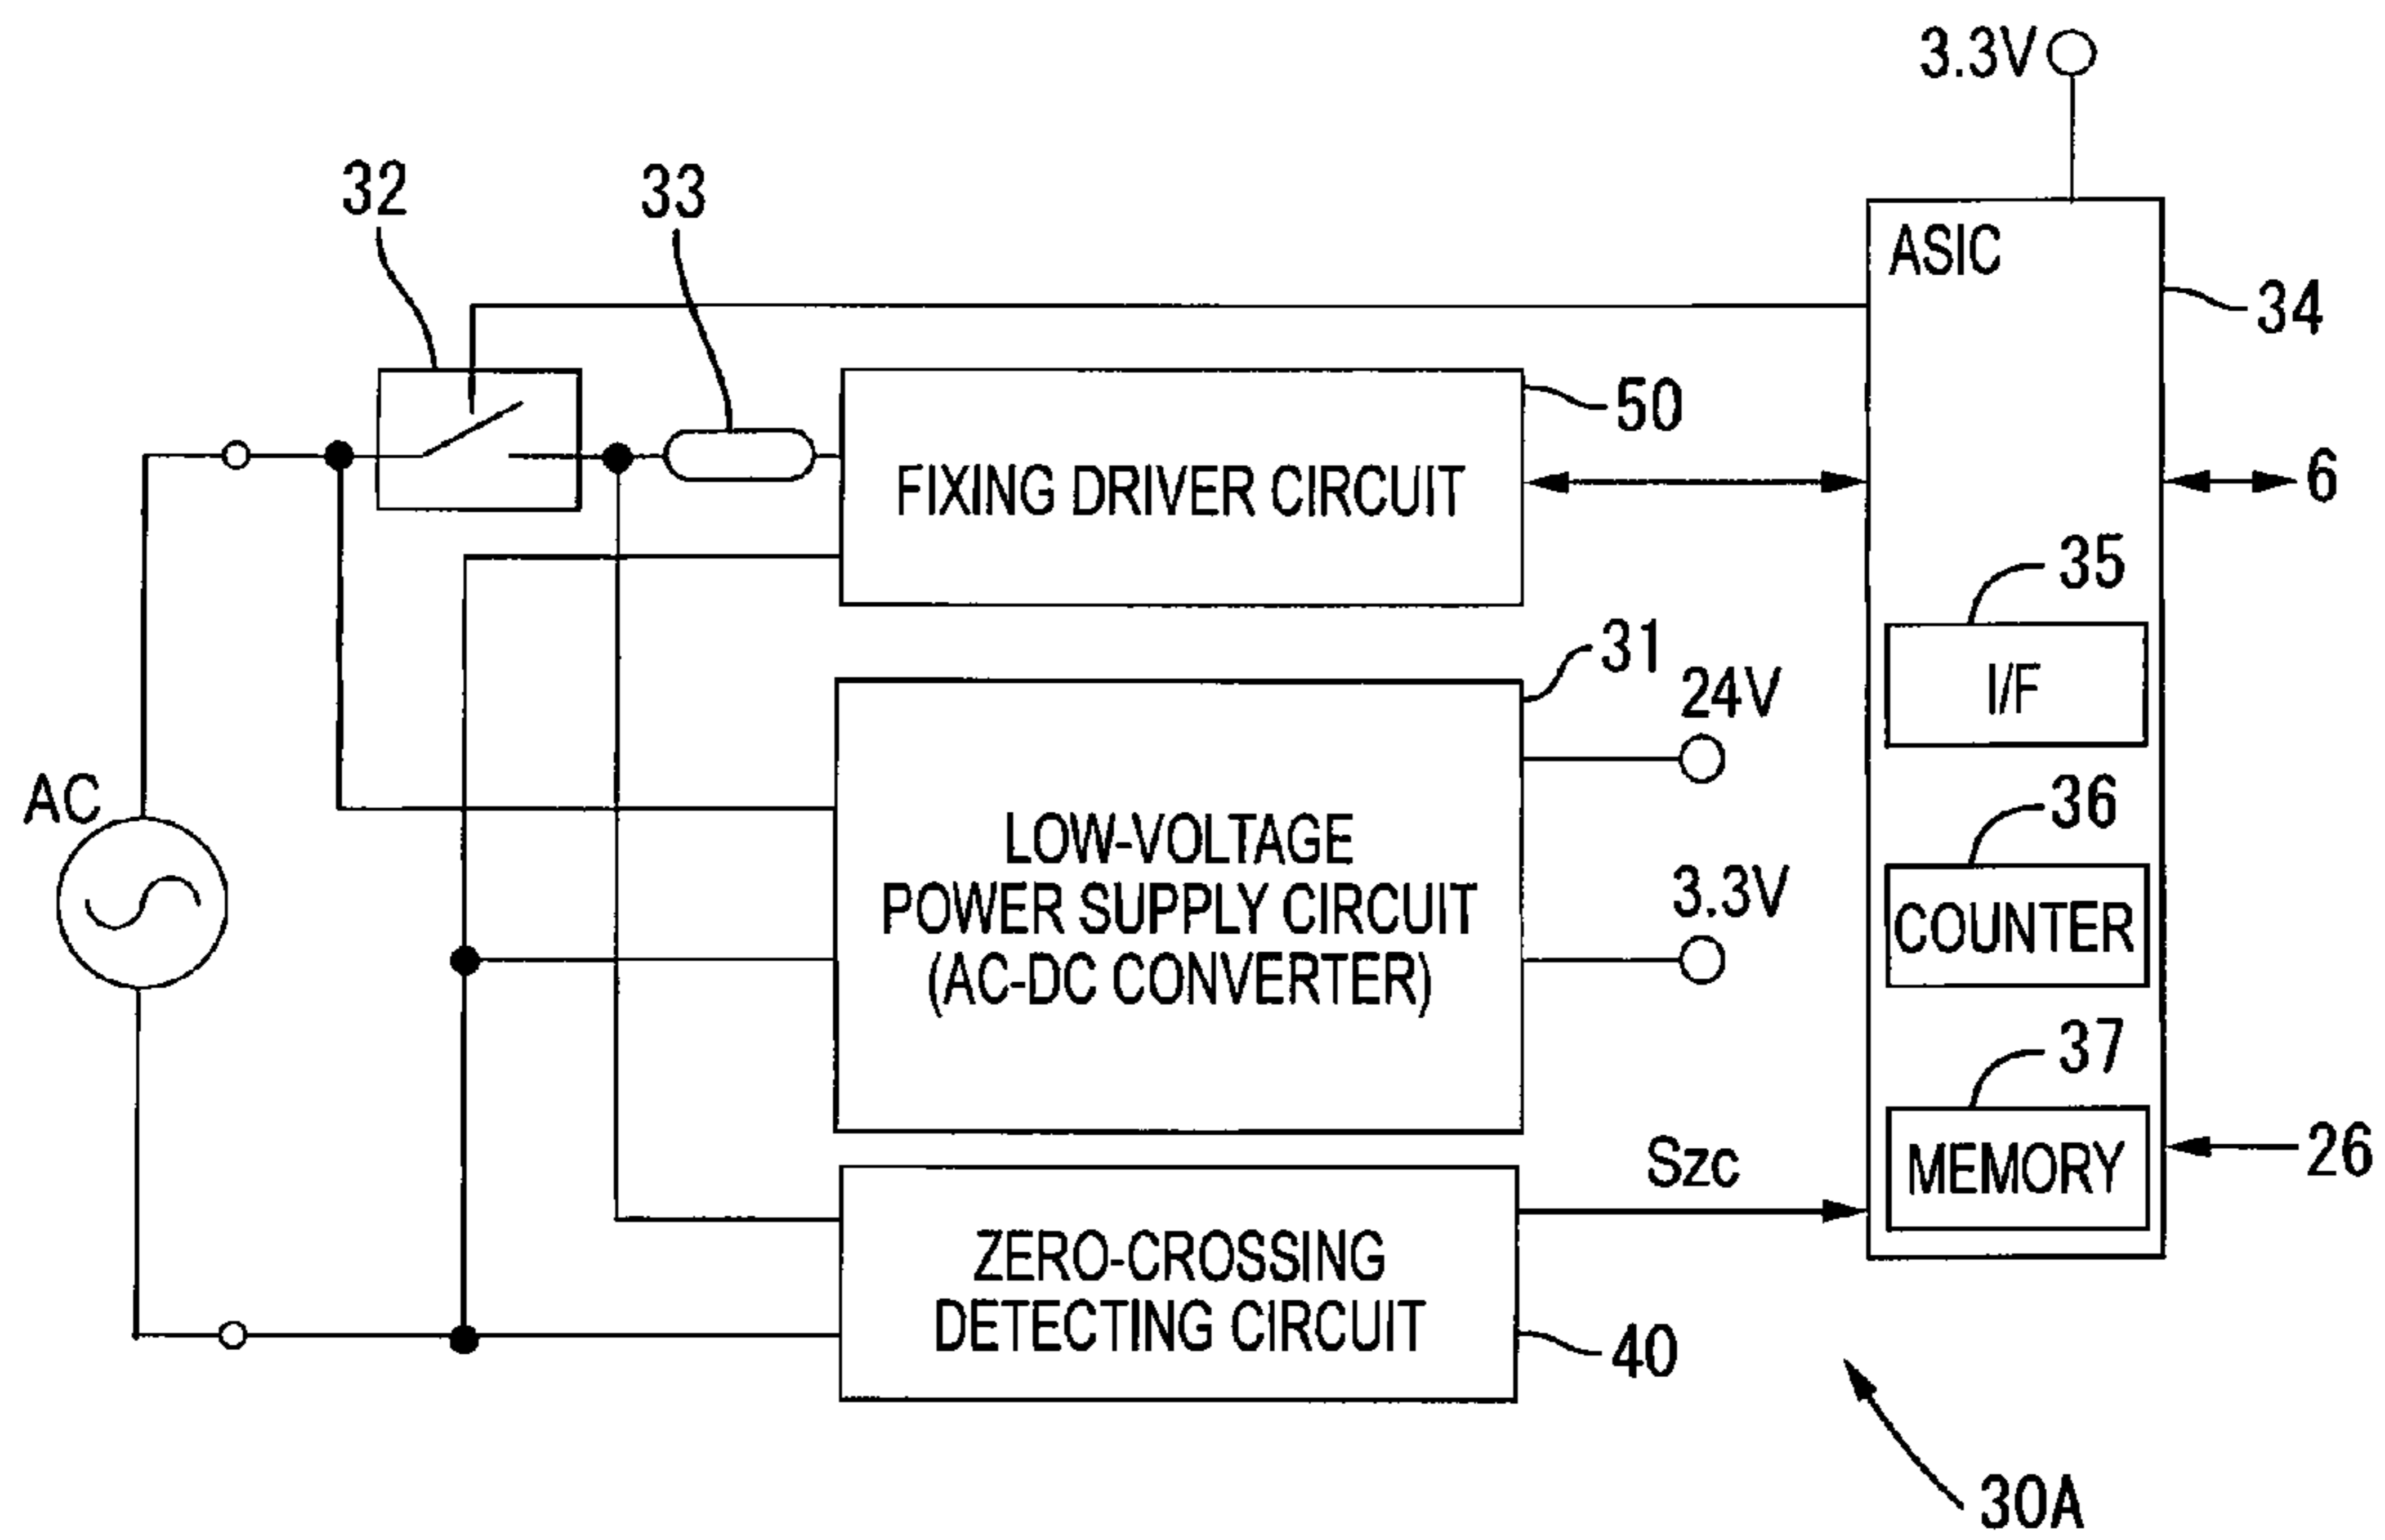 3.3V
32
33
ASIC
34
50
FIXING DRIVER CIRCUIT
6
35
I/F
31
24V
AC
LOW-VOLTAGE
POWER SUPPLY CIRCUIT
(AC-DC CONVERTER)
3.3V
36
COUNTER
37
MEMORY
26
Szc
ZERO-CROSSING
DETECTING CIRCUIT
40
30A